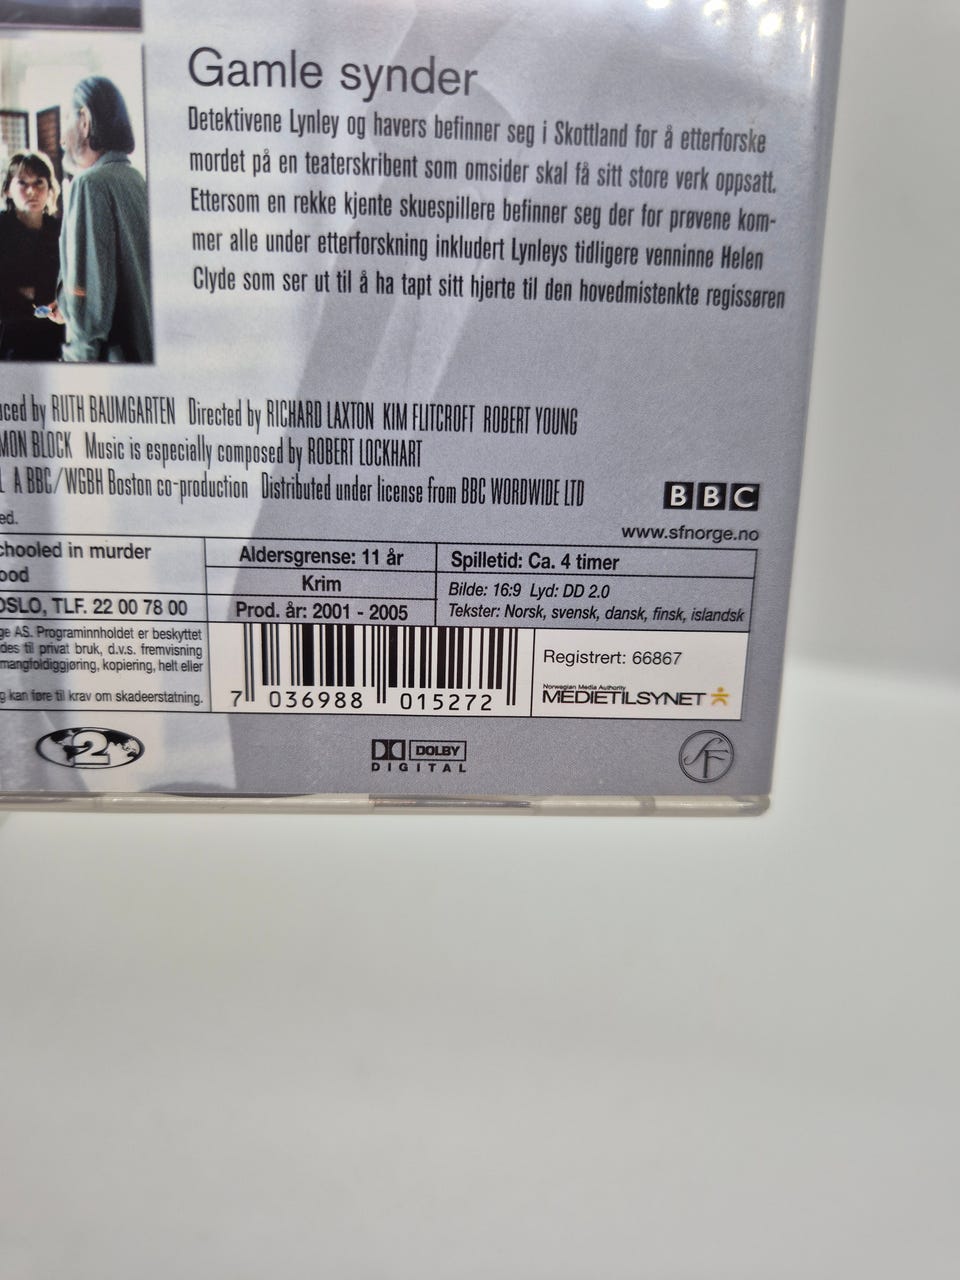 Gamle synder
Detektivene Lynley og havers befinner seg i Skottland for å etterforske
mordet på en teaterskribent som omsider skal få sitt store verk oppsatt.
Ettersom en rekke kjente skuespillere befinner seg der for prøvene kom-
mer alle under etterforskning inkludert Lynleys tidligere venninne Helen
Clyde som ser ut til å ha tapt sitt hjerte til den hovedmistenkte regissøren
uced by RUTH BAUMGARTEN Directed by RICHARD LAXTON KIM FLITCROFT ROBERT YOUNG
MON BLOCK Music is especially composed by ROBERT LOCKHART
L A BBC/WGBH Boston co-production Distributed under license from BBC WORDWIDE LTD
ed.
BBC
www.sfnorge.no
chooled in murder
ood
OSLO, TLF. 22 00 78 00
Aldersgrense: 11 år
Krim
Prod. år: 2001 - 2005
Spilletid: Ca. 4 timer
Bilde: 16:9 Lyd: DD 2.0
Tekster: Norsk, svensk, dansk, finsk, islandsk
ge AS. Programinnholdet er beskyttet
des til privat bruk, d.v.s. fremvisning
mangfoldiggjøring, kopiering, helt eller
g kan føre til krav om skadeerstatning.
7 036988 015272
Registrert: 66867
Norwegian Media Authority
MEDIETILSYNET
2
DOLBY
DIGITAL
SF